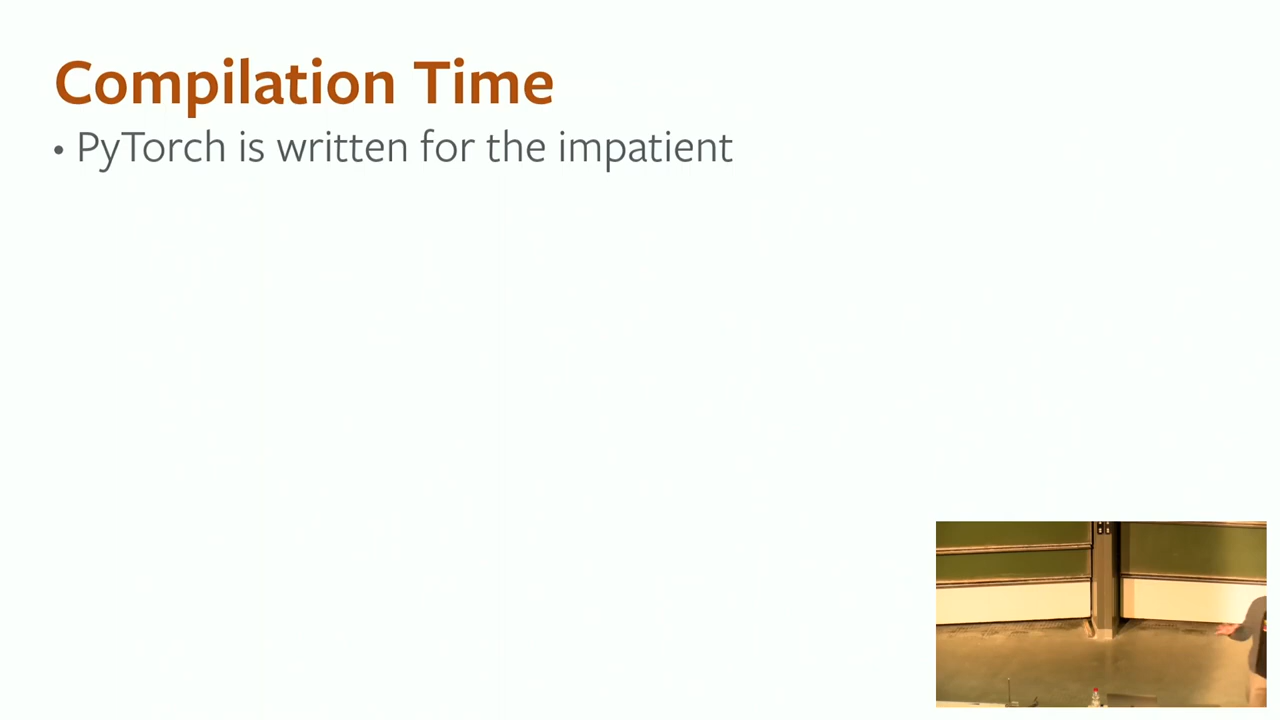 Compilation Time
• PyTorch is written for the impatient